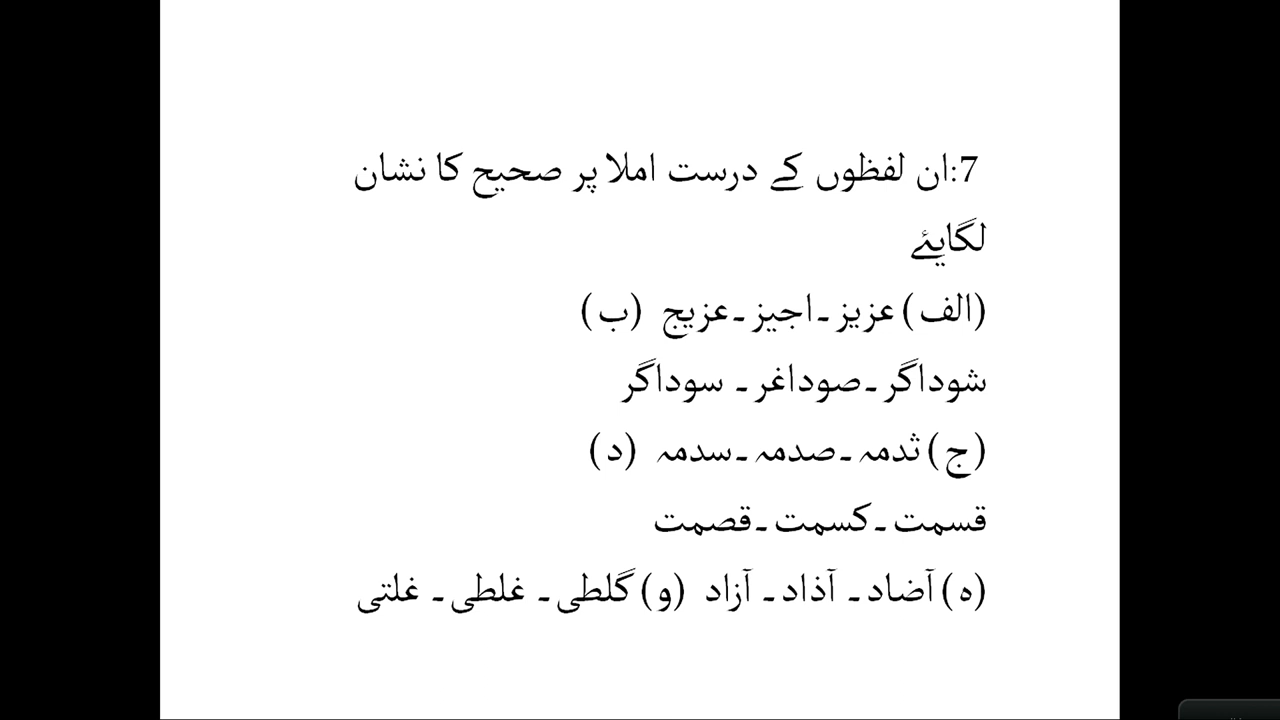 7:ان لفظوں کے درست املا پر صحیح کا نشان
لگایئے
(الف) عزیز ۔اجیز ۔عزیج (ب)
شوداگر ۔صوداغر ۔ سوداگر
(ج) ثدمہ ۔صدمہ ۔سدمہ (د)
قسمت ۔کسمت ۔قصمت
(ہ) آضاد ۔ آذاد ۔ آزاد (و) گلطی ۔ غلطی ۔ غلتی